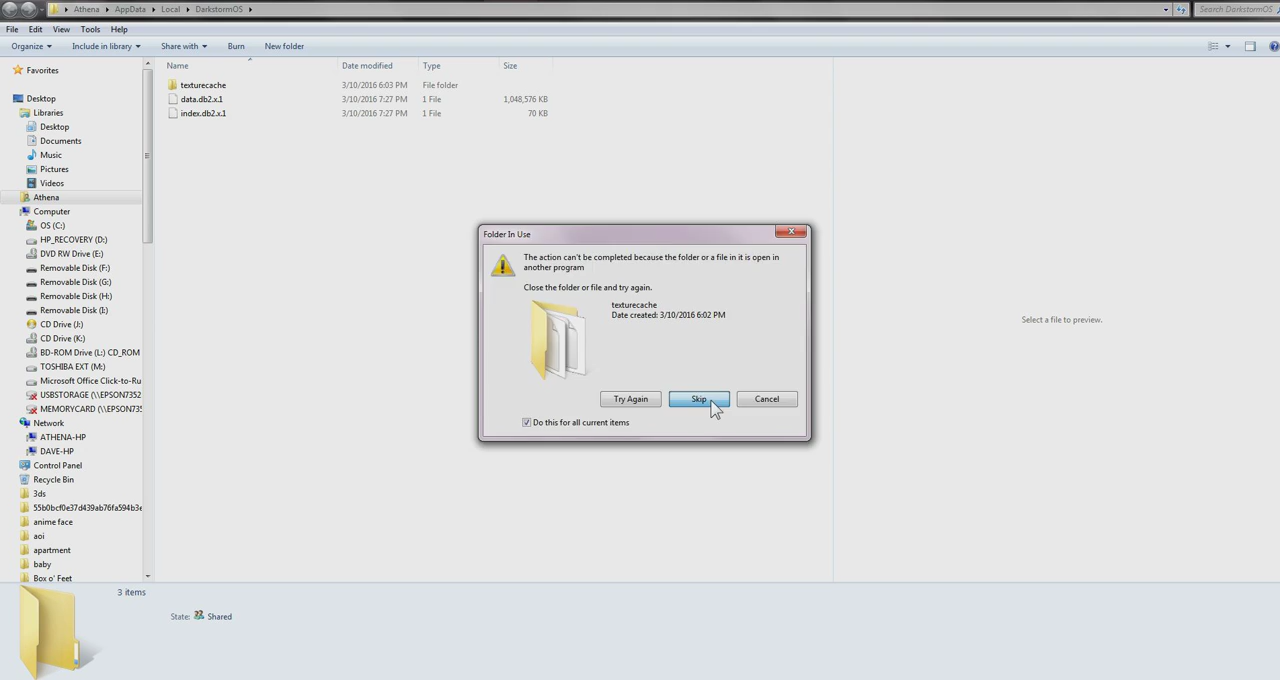 Athena ▸ AppData ▸ Local ▸ DarkstormOS ▸
Search DarkstormOS
File Edit View Tools Help
Organize Include in library Share with Burn New folder
Name Date modified Type Size
texturecache 3/10/2016 6:03 PM File folder
data.db2.x.1 3/10/2016 7:27 PM 1 File 1,048,576 KB
index.db2.x.1 3/10/2016 7:27 PM 1 File 70 KB
Favorites
Desktop
Libraries
Desktop
Documents
Music
Pictures
Videos
Athena
Computer
OS (C:)
HP_RECOVERY (D:)
DVD RW Drive (E:)
Removable Disk (F:)
Removable Disk (G:)
Removable Disk (H:)
Removable Disk (I:)
CD Drive (J:)
CD Drive (K:)
BD-ROM Drive (L:) CD_ROM
TOSHIBA EXT (M:)
Microsoft Office Click-to-Ru
USBSTORAGE (\\EPSON7352
MEMORYCARD (\\EPSON735
Network
ATHENA-HP
DAVE-HP
Control Panel
Recycle Bin
3ds
55b0bcf0e37d439ab76fa594b3e
anime face
aoi
apartment
baby
Box o' Feet
Folder In Use
The action can't be completed because the folder or a file in it is open in
another program
Close the folder or file and try again.
texturecache
Date created: 3/10/2016 6:02 PM
Try Again Skip Cancel
Do this for all current items
Select a file to preview.
3 items
State: Shared